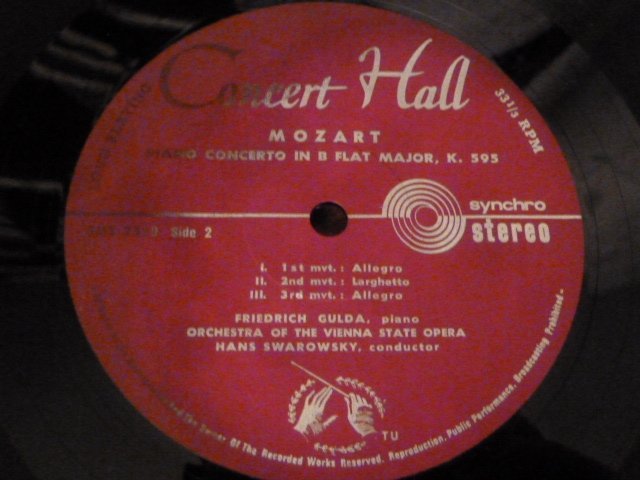 Concert Hall
33 1/3 RPM
MOZART
PIANO CONCERTO IN B FLAT MAJOR, K. 595
synchro
stereo
Side 2
I. 1st mvt.: Allegro
II. 2nd mvt.: Larghetto
III. 3rd mvt.: Allegro
FRIEDRICH GULDA, piano
ORCHESTRA OF THE VIENNA STATE OPERA
HANS SWAROWSKY, conductor
TU
Owner Of The Recorded Works Reserved. Reproduction, Public Performance, Broadcasting Prohibited.